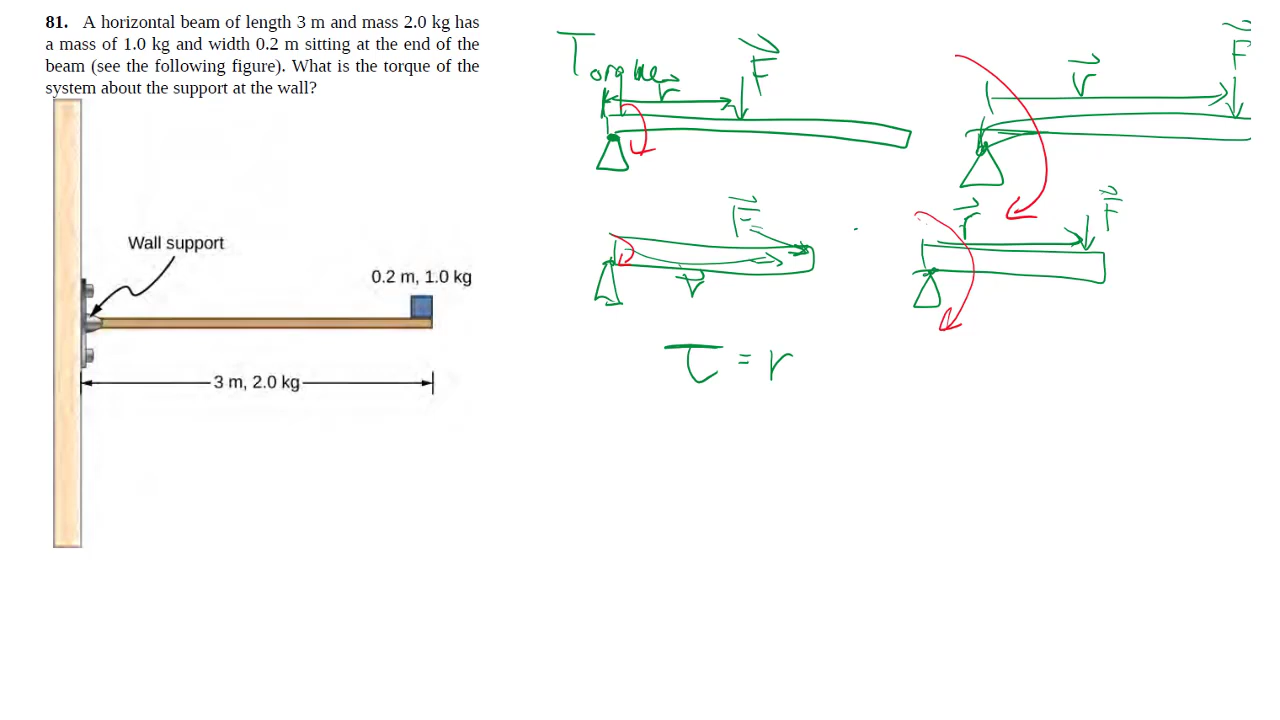 81. A horizontal beam of length 3 m and mass 2.0 kg has
a mass of 1.0 kg and width 0.2 m sitting at the end of the
beam (see the following figure). What is the torque of the
system about the support at the wall?
Wall support
0.2 m, 1.0 kg
3 m, 2.0 kg
Torque
r F
r F
F
r
r F
τ = r